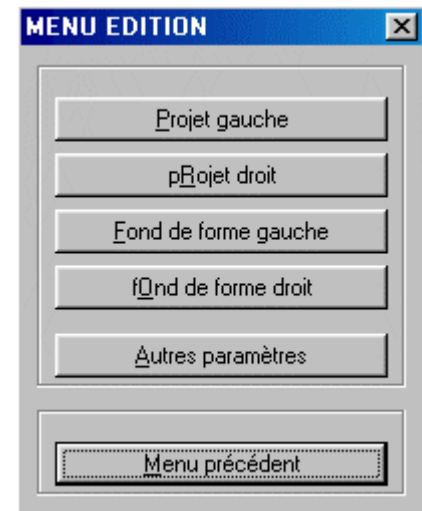 MENU EDITION
Projet gauche
pRojet droit
Fond de forme gauche
fOnd de forme droit
Autres paramètres
Menu précédent